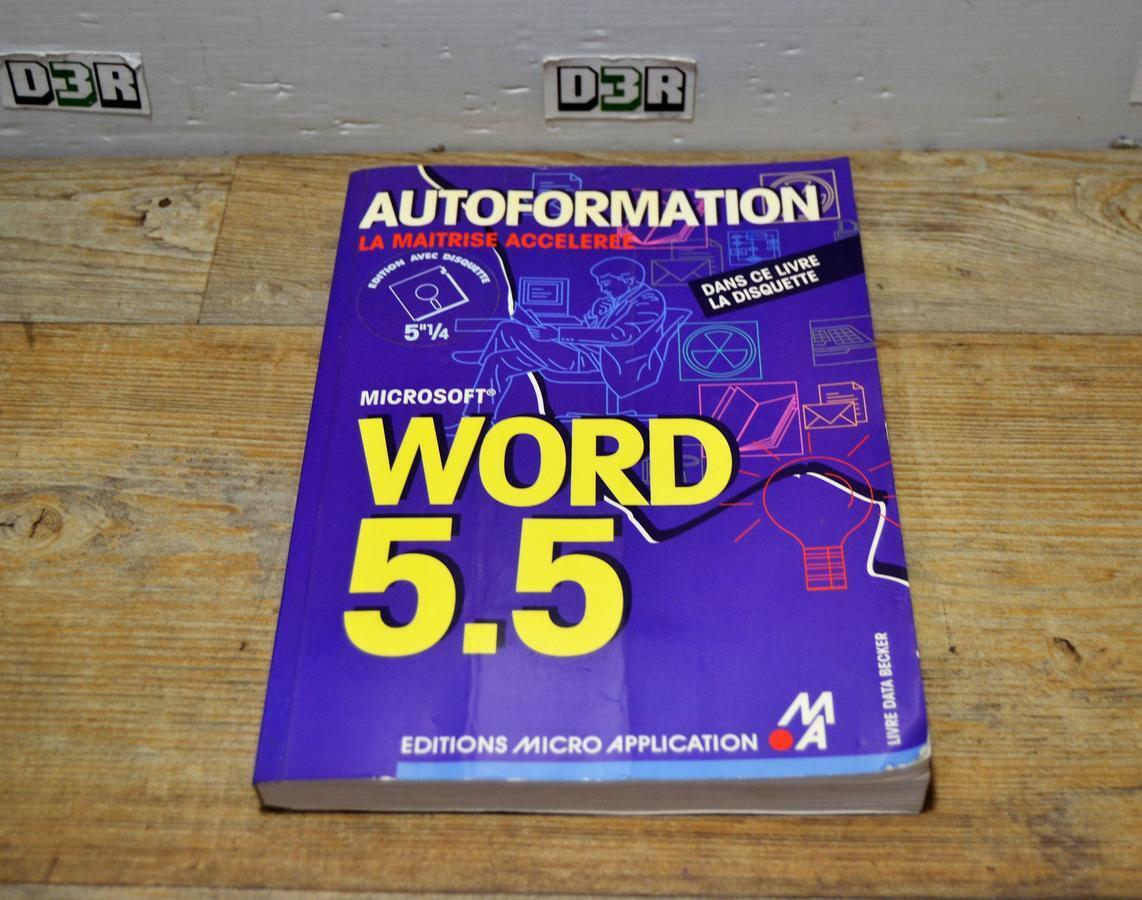 D3R
D3R
AUTOFORMATION
LA MAITRISE ACCELEREE
EDITION AVEC DISQUETTE
5"1/4
DANS CE LIVRE
LA DISQUETTE
MICROSOFT®
WORD
5.5
LIVRE DATA BECKER
EDITIONS MICRO APPLICATION
MA